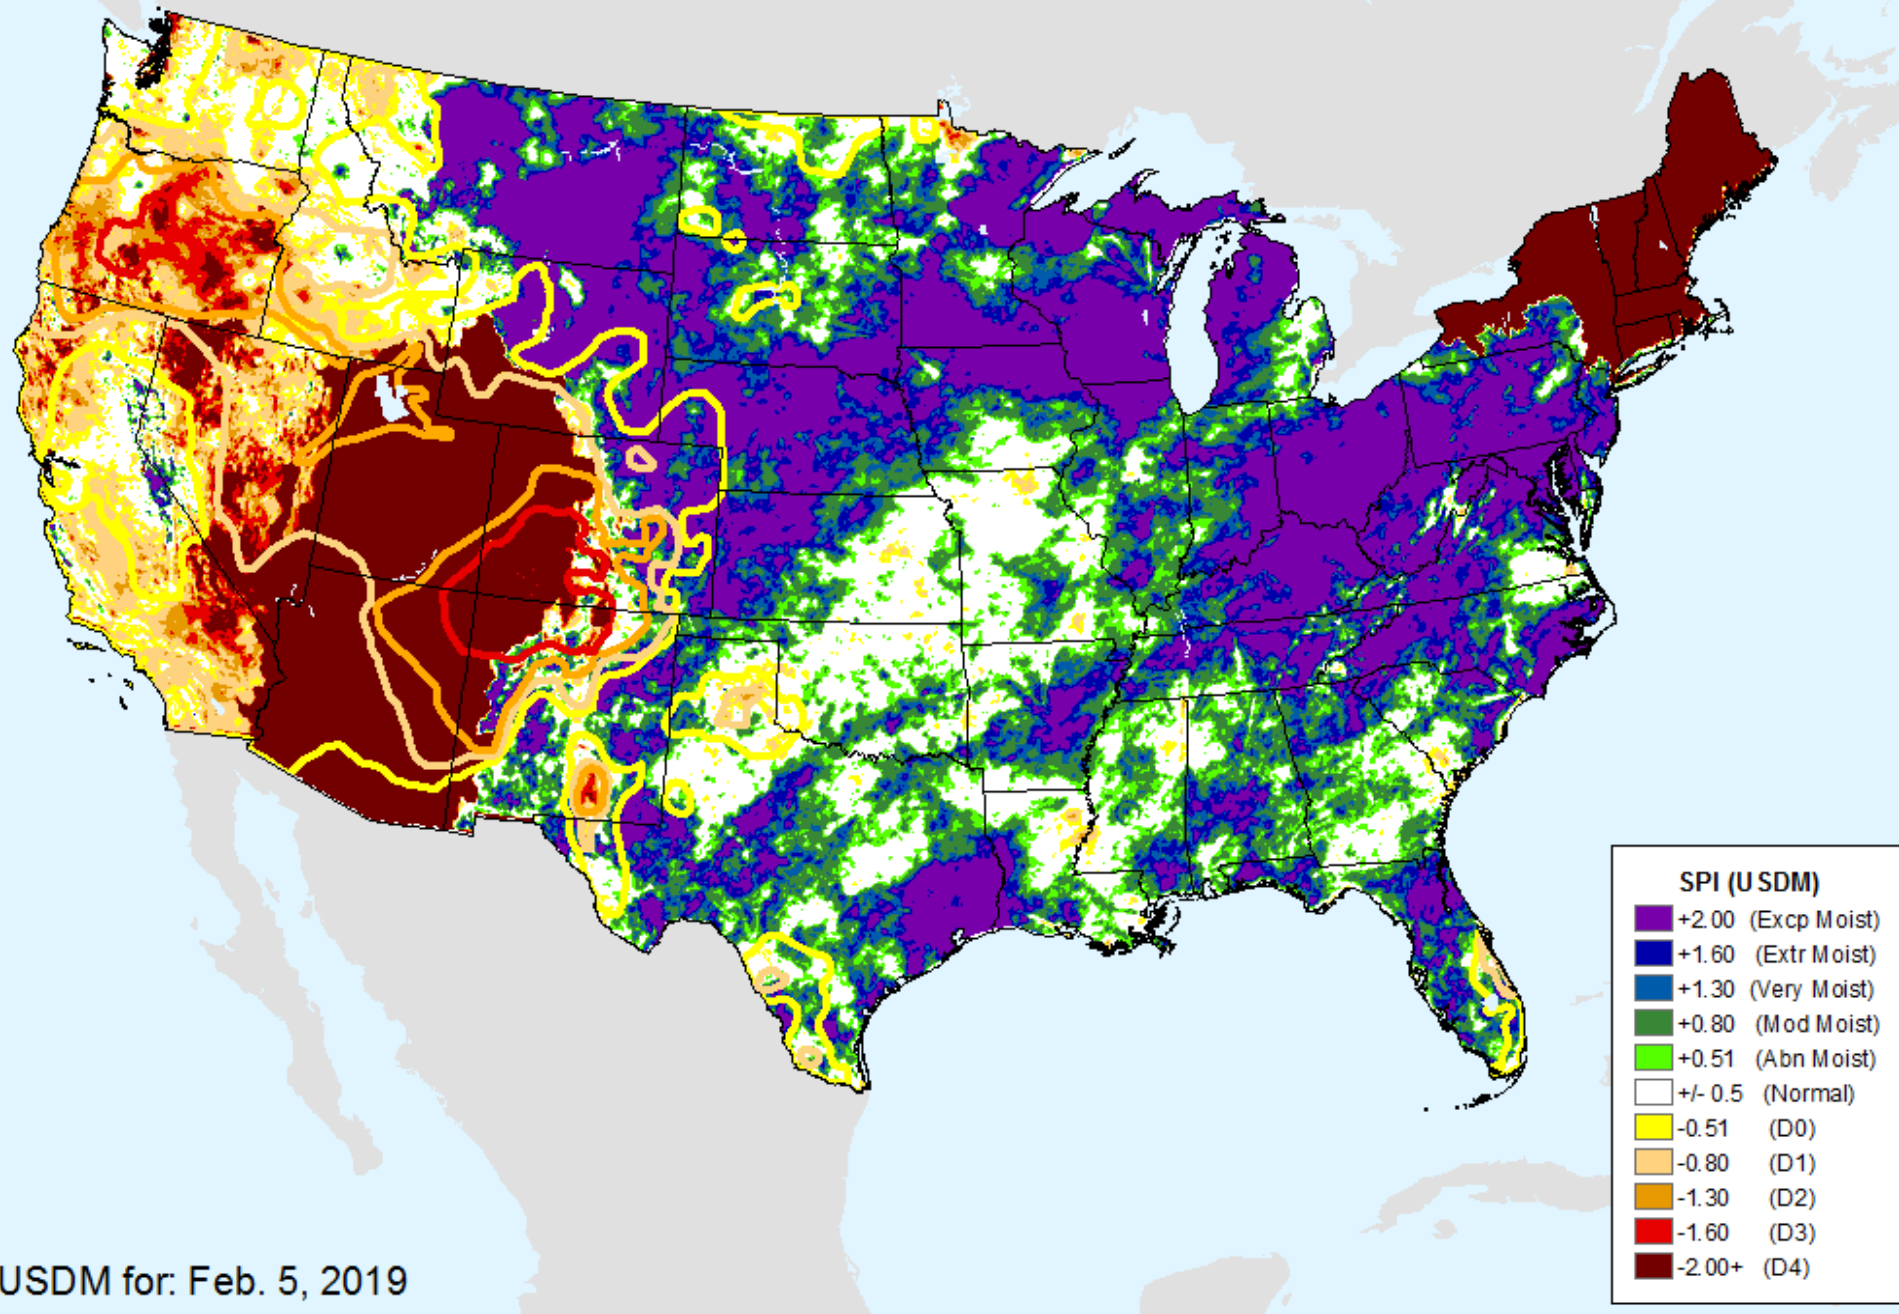 SPI (USDM)
+2.00 (Excp Moist)
+1.60 (Extr Moist)
+1.30 (Very Moist)
+0.80 (Mod Moist)
+0.51 (Abn Moist)
+/- 0.5 (Normal)
-0.51 (D0)
-0.80 (D1)
-1.30 (D2)
-1.60 (D3)
-2.00+ (D4)
USDM for: Feb. 5, 2019